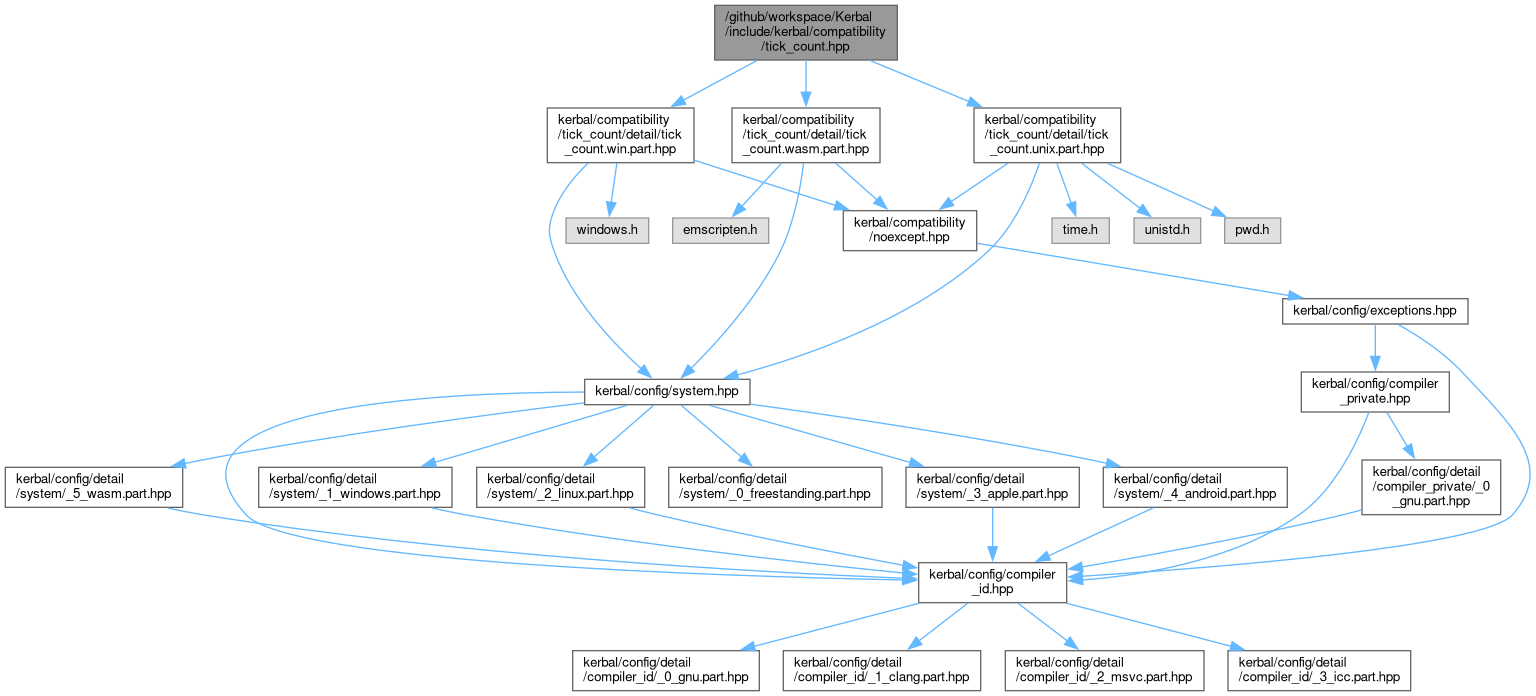 /github/workspace/Kerbal
/include/kerbal/compatibility
/tick_count.hpp
kerbal/compatibility
/tick_count/detail/tick
_count.win.part.hpp
kerbal/compatibility
/tick_count/detail/tick
_count.wasm.part.hpp
kerbal/compatibility
/tick_count/detail/tick
_count.unix.part.hpp
windows.h
emscripten.h
kerbal/compatibility
/noexcept.hpp
time.h
unistd.h
pwd.h
kerbal/config/exceptions.hpp
kerbal/config/system.hpp
kerbal/config/compiler
_private.hpp
kerbal/config/detail
/system/_5_wasm.part.hpp
kerbal/config/detail
/system/_1_windows.part.hpp
kerbal/config/detail
/system/_2_linux.part.hpp
kerbal/config/detail
/system/_0_freestanding.part.hpp
kerbal/config/detail
/system/_3_apple.part.hpp
kerbal/config/detail
/system/_4_android.part.hpp
kerbal/config/detail
/compiler_private/_0
_gnu.part.hpp
kerbal/config/compiler
_id.hpp
kerbal/config/detail
/compiler_id/_0_gnu.part.hpp
kerbal/config/detail
/compiler_id/_1_clang.part.hpp
kerbal/config/detail
/compiler_id/_2_msvc.part.hpp
kerbal/config/detail
/compiler_id/_3_icc.part.hpp